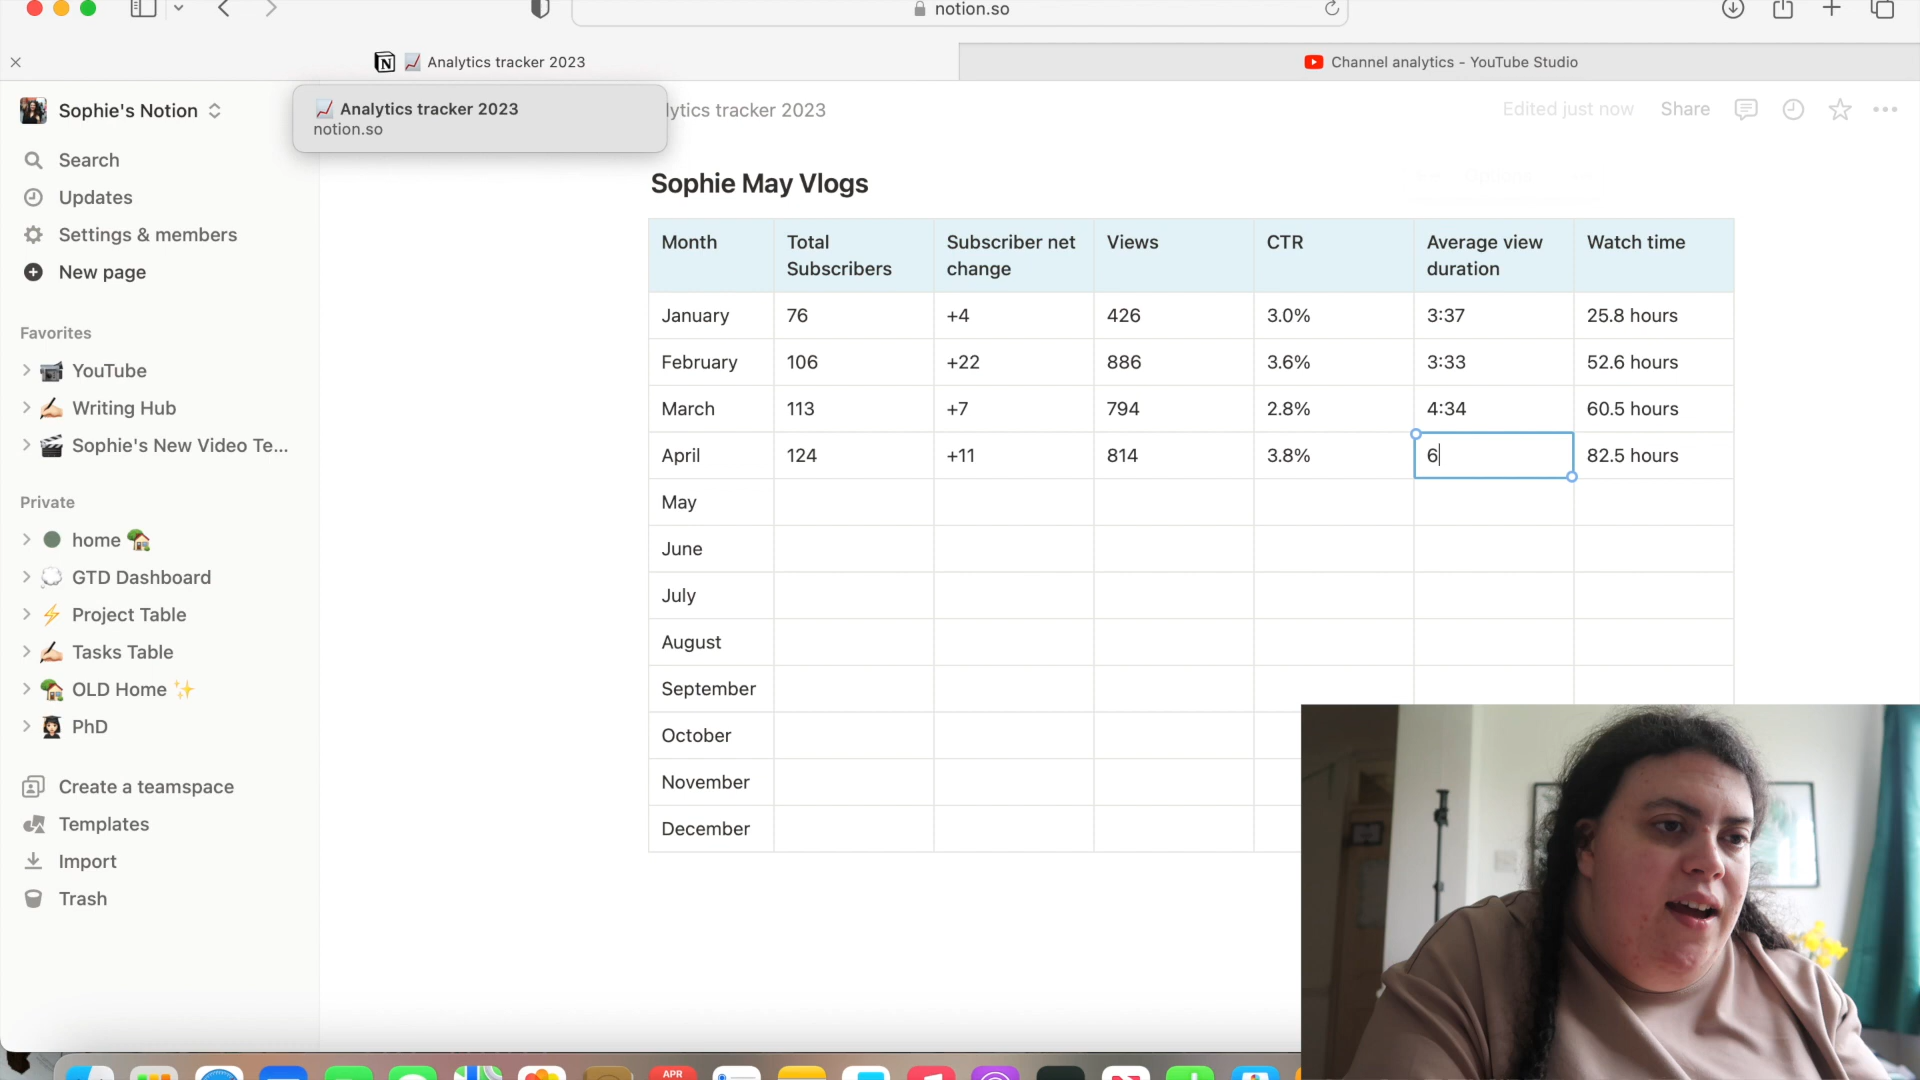 notion.so
Analytics tracker 2023
Channel analytics - YouTube Studio
Sophie's Notion
Analytics tracker 2023
notion.so
lytics tracker 2023
Edited just now
Share
Search
Updates
Settings & members
New page
Favorites
YouTube
Writing Hub
Sophie's New Video Te...
Private
home
GTD Dashboard
Project Table
Tasks Table
OLD Home
PhD
Create a teamspace
Templates
Import
Trash
Sophie May Vlogs
Month Total Subscribers Subscriber net change Views CTR Average view duration Watch time
January 76 +4 426 3.0% 3:37 25.8 hours
February 106 +22 886 3.6% 3:33 52.6 hours
March 113 +7 794 2.8% 4:34 60.5 hours
April 124 +11 814 3.8% 6 82.5 hours
May
June
July
August
September
October
November
December
APR